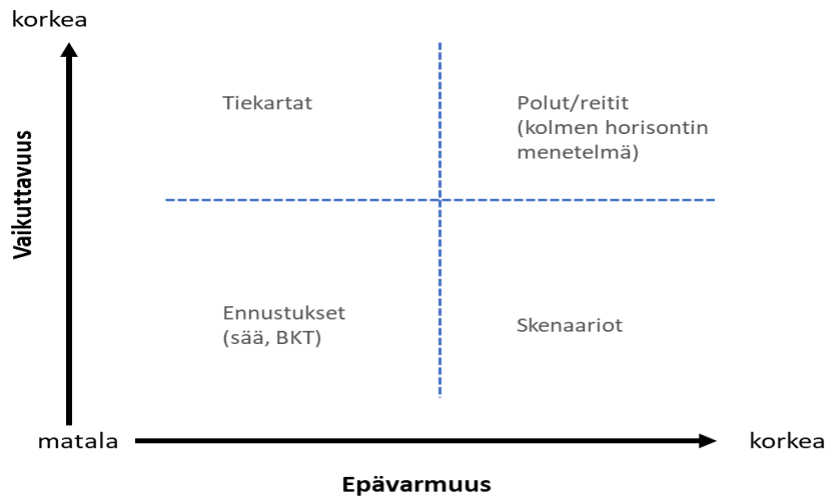 korkea
Vaikuttavuus
Tiekartat
Polut/reitit
(kolmen horisontin
menetelmä)
Ennustukset
(sää, BKT)
Skenaariot
matala
korkea
Epävarmuus